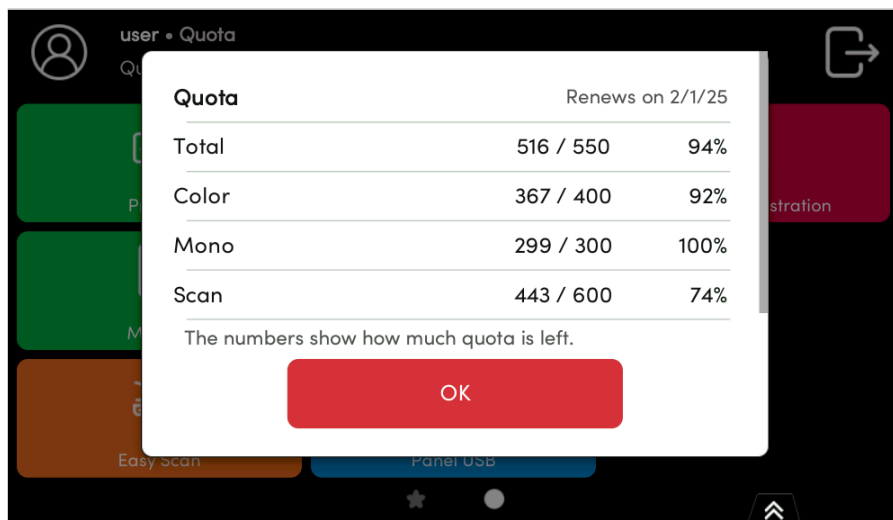 user • Quota
Qu
Quota Renews on 2/1/25
Total 516 / 550 94%
Color 367 / 400 92%
Mono 299 / 300 100%
Scan 443 / 600 74%
The numbers show how much quota is left.
OK
P stration
M
Easy Scan Panel USB